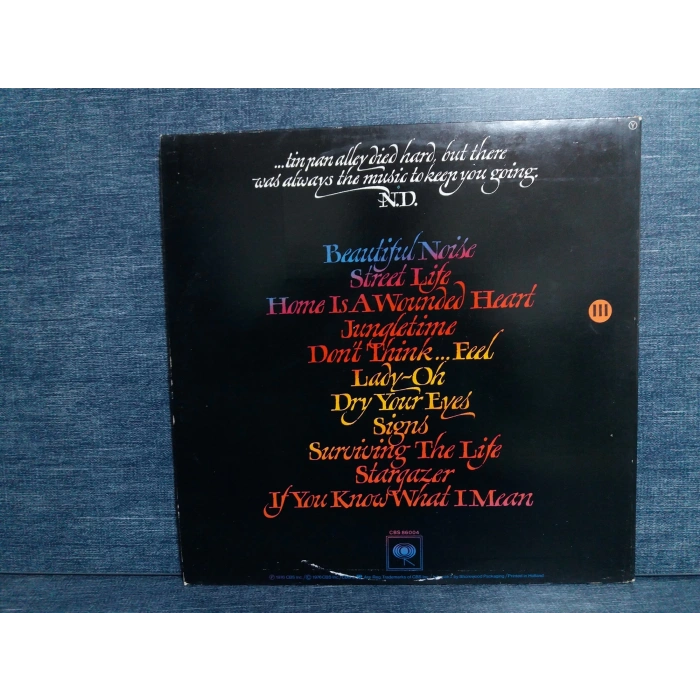 ...tin pan alley died hard, but there
was always the music to keep you going.
N.D.
Beautiful Noise
Street Life
Home Is A Wounded Heart
Jungletime
Don't Think...Feel
Lady-Oh
Dry Your Eyes
Signs
Surviving The Life
Stargazer
If You Know What I Mean
III
Y
CBS 86004